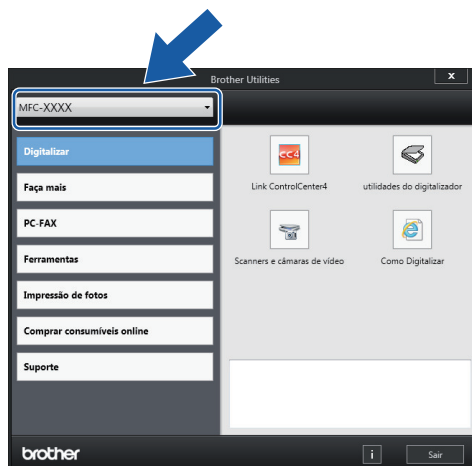 Brother Utilities
x
MFC-XXXX
Digitalizar
Faça mais
PC-FAX
Ferramentas
Impressão de fotos
Comprar consumíveis online
Suporte
cc4
Link ControlCenter4
utilidades do digitalizador
Scanners e câmaras de vídeo
Como Digitalizar
brother
i
Sair